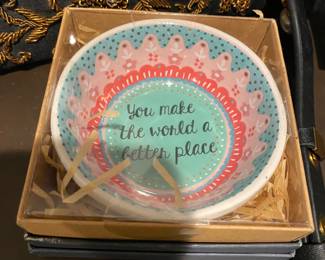 You make
the world a
better place